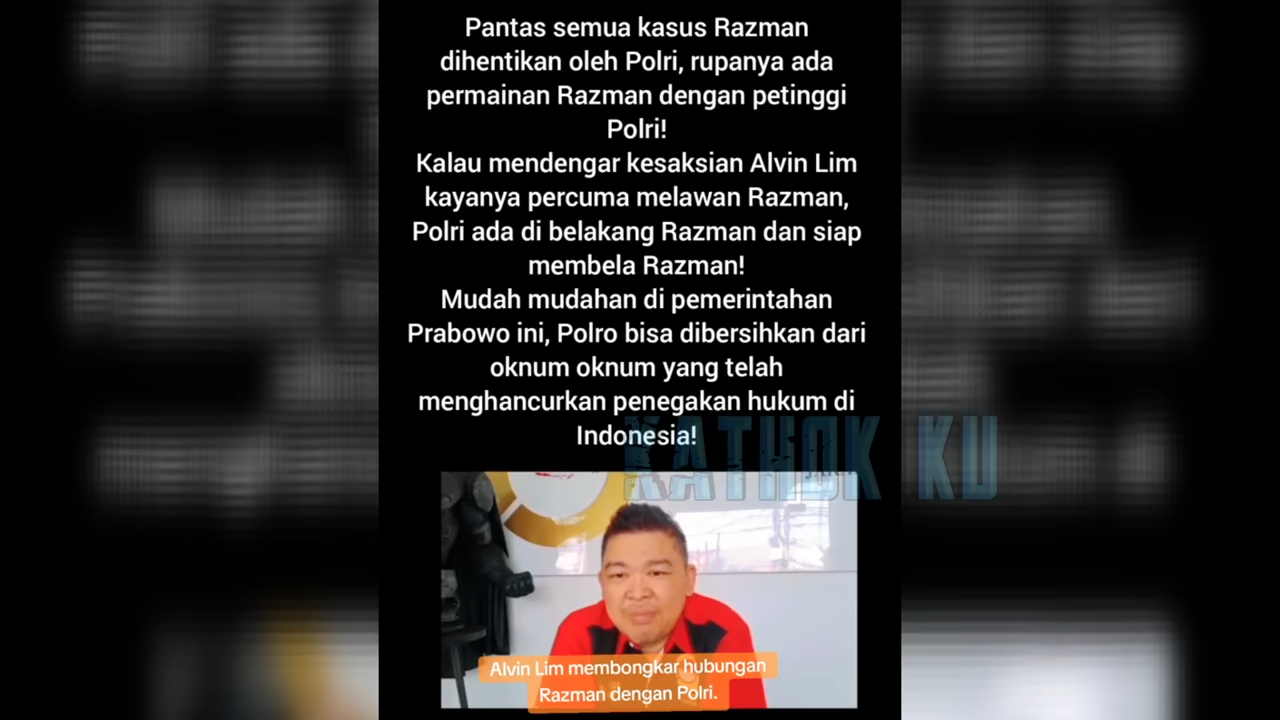 Pantas semua kasus Razman
dihentikan oleh Polri, rupanya ada
permainan Razman dengan petinggi
Polri!
Kalau mendengar kesaksian Alvin Lim
kayanya percuma melawan Razman,
Polri ada di belakang Razman dan siap
membela Razman!
Mudah mudahan di pemerintahan
Prabowo ini, Polro bisa dibersihkan dari
oknum oknum yang telah
menghancurkan penegakan hukum di
Indonesia!
KATHOK KU
Alvin Lim membongkar hubungan
Razman dengan Polri.